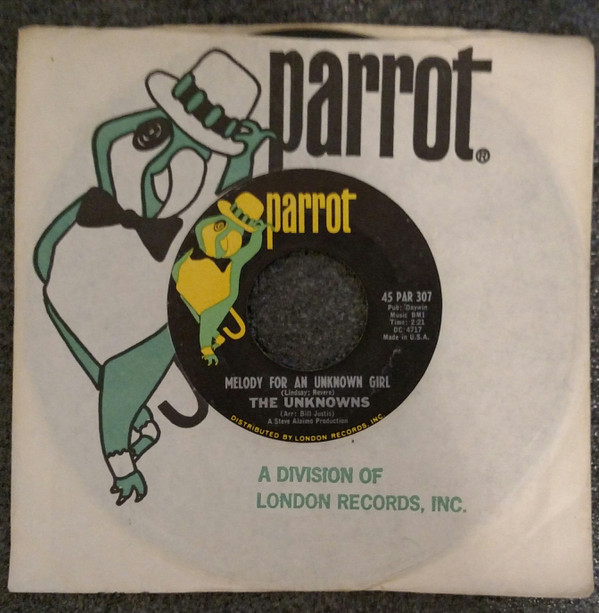 parrot®
parrot
45 PAR 307
Pub: Daywin
Music BMI
Time: 2:21
DC 4717
Made in U.S.A.
MELODY FOR AN UNKNOWN GIRL
(Lindsay; Revere)
THE UNKNOWNS
(Arr: Bill Justis)
A Steve Alaimo Production
DISTRIBUTED BY LONDON RECORDS, INC.
A DIVISION OF
LONDON RECORDS, INC.